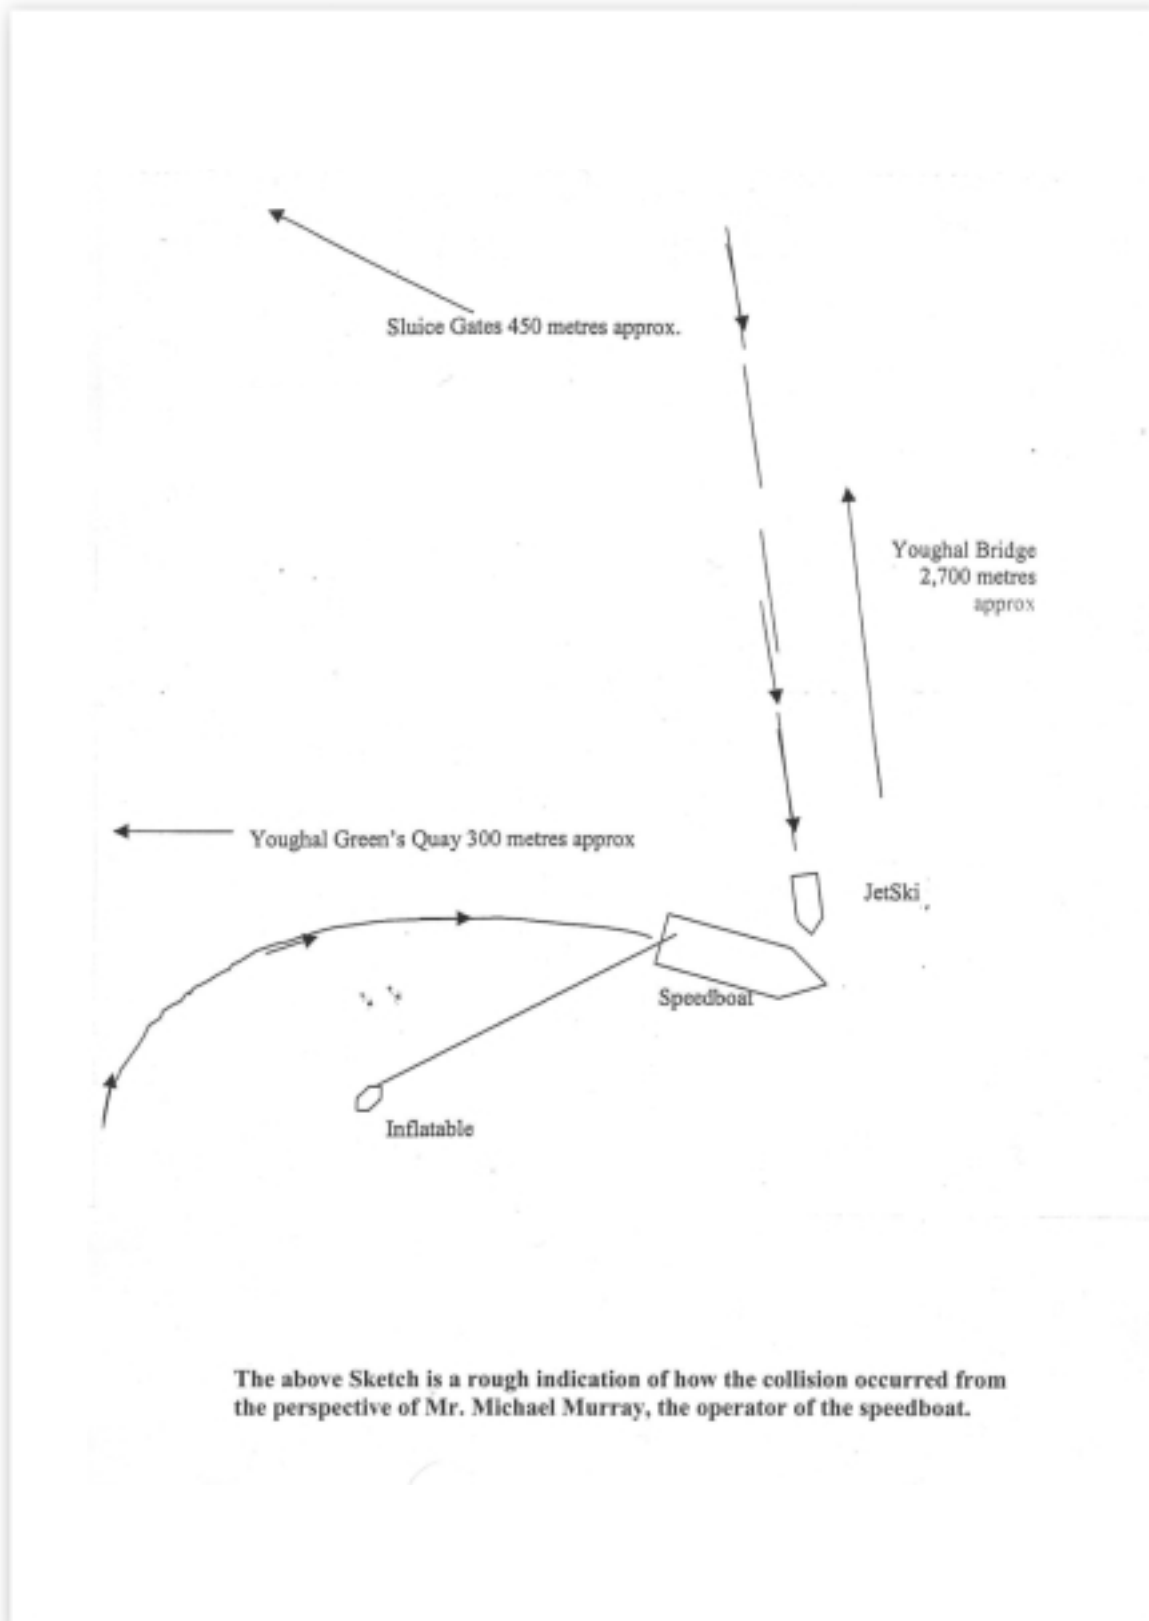 Sluice Gates 450 metres approx.
Youghal Bridge
2,700 metres
approx
Youghal Green's Quay 300 metres approx
JetSki
Speedboat
Inflatable
The above Sketch is a rough indication of how the collision occurred from
the perspective of Mr. Michael Murray, the operator of the speedboat.